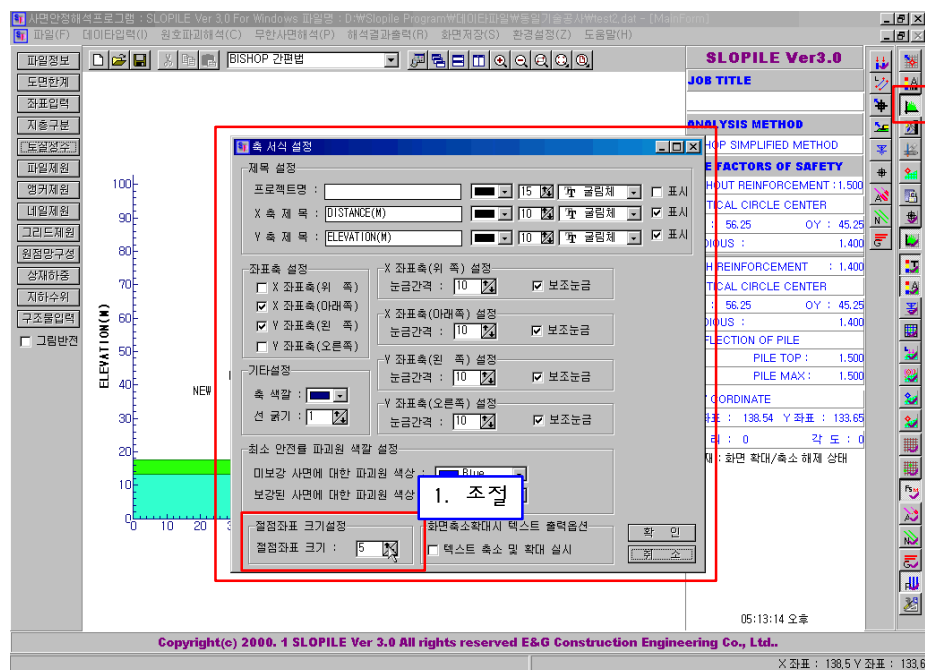 사면안정해석프로그램 : SLOPILE Ver 3.0 For Windows 파일명 : D:₩Slopile Program₩데이타파일₩동일기술공사₩test2.dat - [MainForm]
파일(F) 데이타입력(I) 원호파괴해석(C) 무한사면해석(P) 해석결과출력(R) 화면저장(S) 환경설정(Z) 도움말(H)
BISHOP 간편법
파일정보
도면한계
좌표입력
지층구분
토질정수
파일제원
앵커제원
네일제원
그리드제원
원점망구성
상재하중
지하수위
구조물입력
그림반전
ELEVATION(M)
100
90
80
70
60
50
40
30
20
10
0
0 10 20 3
NEW
축 서식 설정
제목 설정
프로젝트명 : 15 굴림체 표시
X 축 제 목 : DISTANCE(M) 10 굴림체 표시
Y 축 제 목 : ELEVATION(M) 10 굴림체 표시
좌표축 설정
X 좌표축(위 쪽)
X 좌표축(아래쪽)
Y 좌표축(왼 쪽)
Y 좌표축(오른쪽)
X 좌표축(위 쪽) 설정
눈금간격 : 10 보조눈금
X 좌표축(아래쪽) 설정
눈금간격 : 10 보조눈금
Y 좌표축(왼 쪽) 설정
눈금간격 : 10 보조눈금
Y 좌표축(오른쪽) 설정
눈금간격 : 10 보조눈금
기타설정
축 색깔 :
선 굵기 : 1
최소 안전률 파괴원 색깔 설정
미보강 사면에 대한 파괴원 색상 : Blue
보강된 사면에 대한 파괴원 색상
1. 조절
절점좌표 크기설정
절점좌표 크기 : 5
화면축소확대시 텍스트 출력옵션
텍스트 축소 및 확대 실시
확 인
취 소
SLOPILE Ver3.0
JOB TITLE
ANALYSIS METHOD
HOP SIMPLIFIED METHOD
E FACTORS OF SAFETY
HOUT REINFORCEMENT : 1.500
TICAL CIRCLE CENTER
: 56.25 OY : 45.25
DIOUS : 1.400
H REINFORCEMENT : 1.400
TICAL CIRCLE CENTER
: 56.25 OY : 45.25
DIOUS : 1.400
FLECTION OF PILE
PILE TOP : 1.500
PILE MAX : 1.500
CORDINATE
좌표 : 138.54 Y 좌표 : 133.65
리 : 0 각 도 : 0
재 : 화면 확대/축소 해제 상태
05:13:14 오후
Copyright(c) 2000. 1 SLOPILE Ver 3.0 All rights reserved E&G Construction Engineering Co., Ltd..
X 좌표 : 138,5 Y 좌표 : 133,6